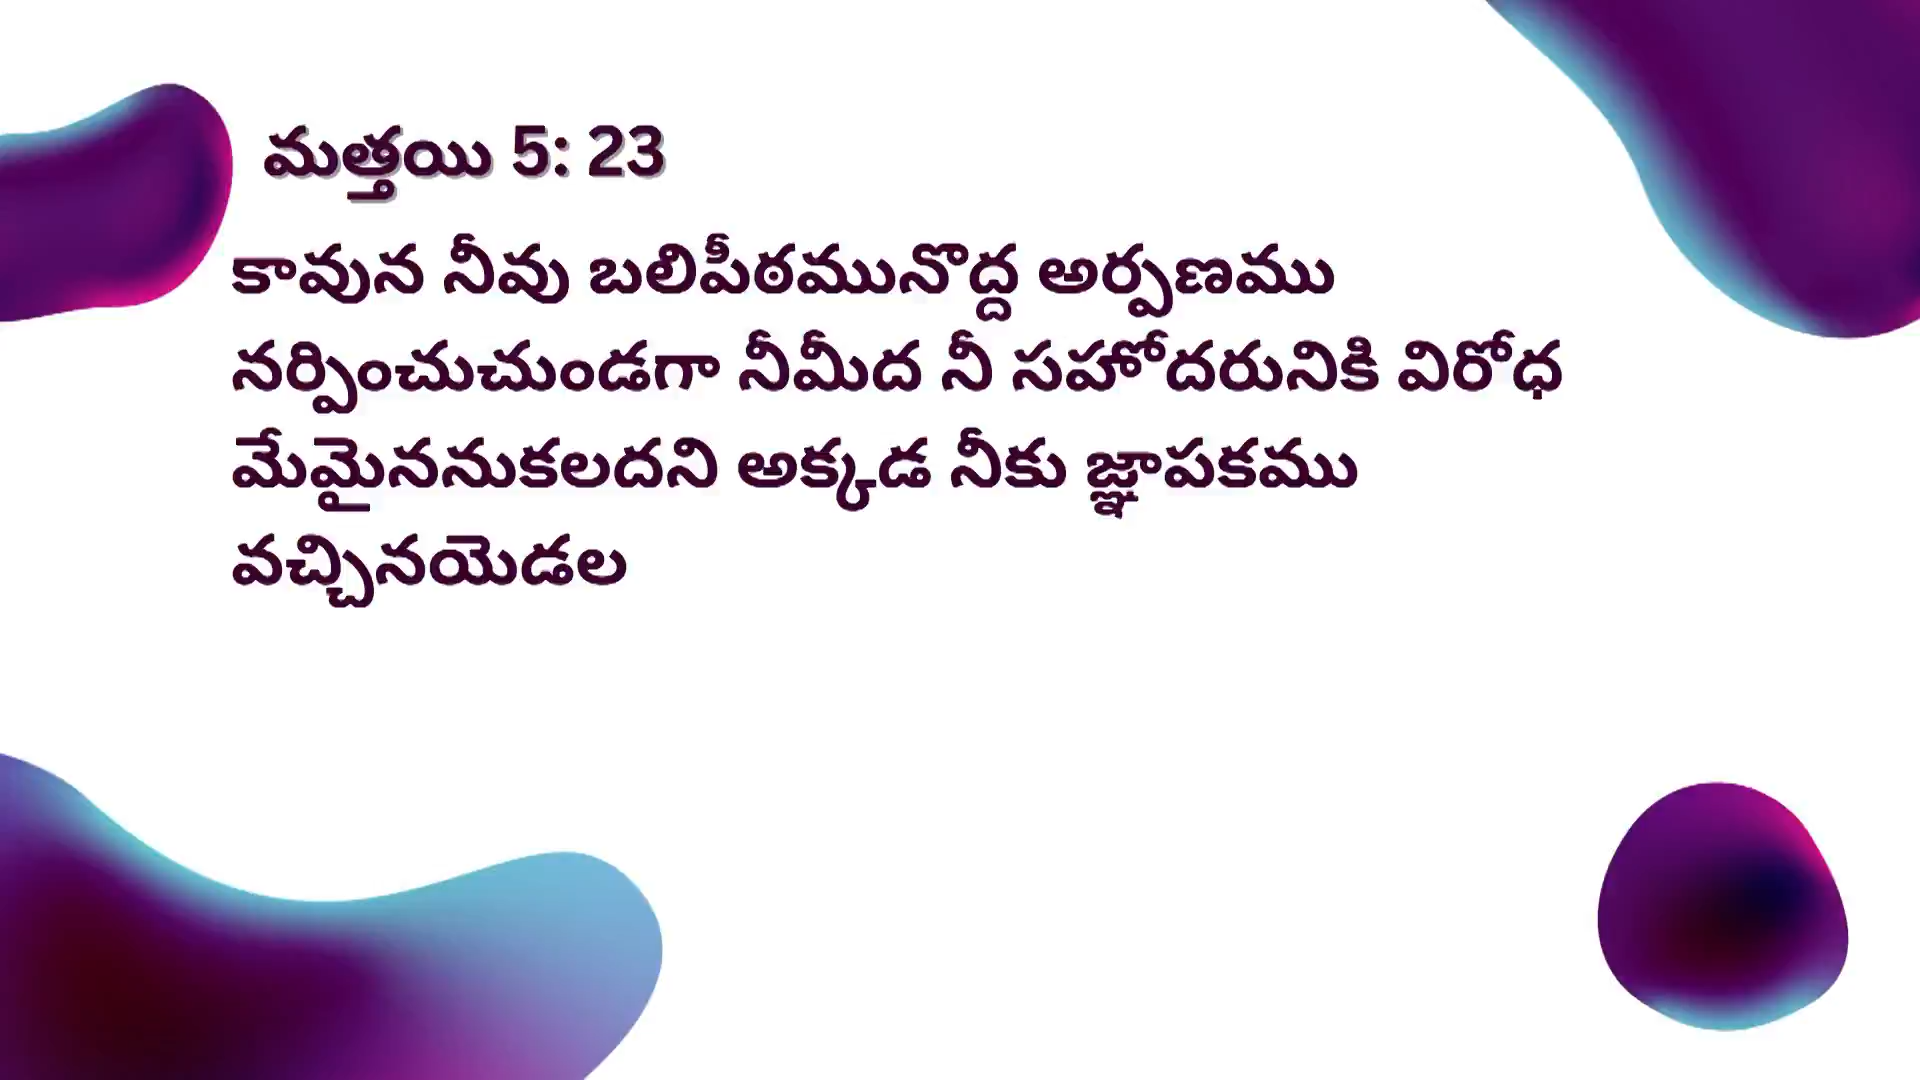 మత్తయి 5: 23
కావున నీవు బలిపీఠమునొద్ద అర్పణము
నర్పించుచుండగా నీమీద నీ సహోదరునికి విరోధ
మేమైననుకలదని అక్కడ నీకు జ్ఞాపకము
వచ్చినయెడల